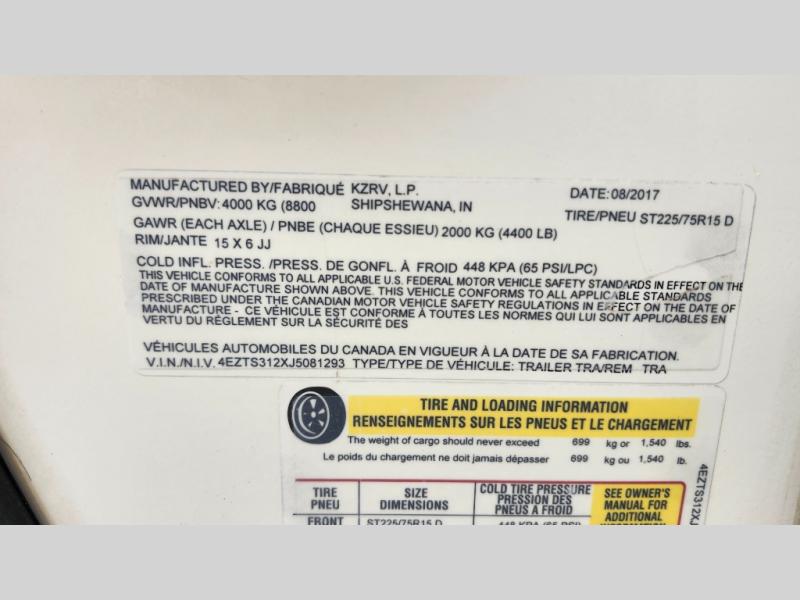 MANUFACTURED BY/FABRIQUÉ KZRV, L.P. DATE: 08/2017
GVWR/PNBV: 4000 KG (8800 SHIPSHEWANA, IN
TIRE/PNEU ST225/75R15 D
GAWR (EACH AXLE) / PNBE (CHAQUE ESSIEU) 2000 KG (4400 LB)
RIM/JANTE 15 X 6 JJ
COLD INFL. PRESS. /PRESS. DE GONFL. À FROID 448 KPA (65 PSI/LPC)
THIS VEHICLE CONFORMS TO ALL APPLICABLE U.S. FEDERAL MOTOR VEHICLE SAFETY STANDARDS IN EFFECT ON THE
DATE OF MANUFACTURE SHOWN ABOVE. THIS VEHICLE CONFORMS TO ALL APPLICABLE STANDARDS
PRESCRIBED UNDER THE CANADIAN MOTOR VEHICLE SAFETY REGULATIONS IN EFFECT ON THE DATE OF
MANUFACTURE - CE VÉHICULE EST CONFORME À TOUTES LES NORMES QUI LUI SONT APPLICABLES EN
VERTU DU RÉGLEMENT SUR LA SÉCURITÉ DES
VÉHICULES AUTOMOBILES DU CANADA EN VIGUEUR À LA DATE DE SA FABRICATION.
V.I.N./N.I.V. 4EZTS312XJ5081293 TYPE/TYPE DE VÉHICULE: TRAILER TRA/REM TRA
TIRE AND LOADING INFORMATION
RENSEIGNEMENTS SUR LES PNEUS ET LE CHARGEMENT
The weight of cargo should never exceed 699 kg or 1,540 lbs.
Le poids du chargement ne doit jamais dépasser 699 kg ou 1,540 lb.
TIRE
PNEU
SIZE
DIMENSIONS
COLD TIRE PRESSURE
PRESSION DES
PNEUS A FROID
SEE OWNER'S
MANUAL FOR
ADDITIONAL
INFORMATION
FRONT ST225/75R15 D 448 KPA (65 PSI)
4EZTS312XJ